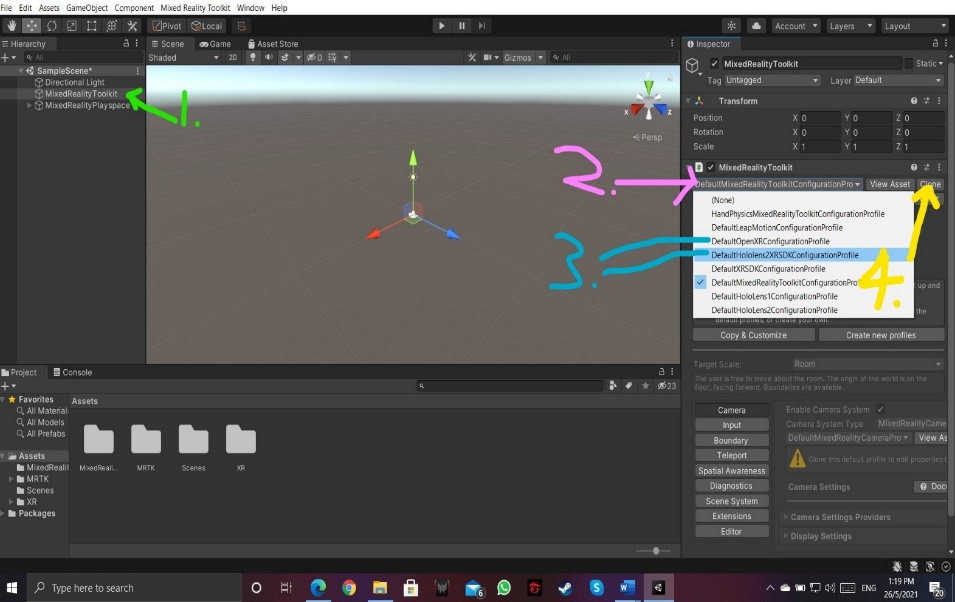 File Edit Assets GameObject Component Mixed Reality Toolkit Window Help
Pivot Local Account Layers Layout
Hierarchy Scene Game Asset Store Inspector
All Shaded 2D 0 Gizmos All MixedRealityToolkit Static
SampleScene* Tag Untagged Layer Default
Directional Light
MixedRealityToolkit
MixedRealityPlayspace
1.
Transform
Position X 0 Y 0 Z 0
Rotation X 0 Y 0 Z 0
Scale X 1 Y 1 Z 1
y
x z
Persp
2.
MixedRealityToolkit
DefaultMixedRealityToolkitConfigurationPro View Asset Clone
(None)
HandPhysicsMixedRealityToolkitConfigurationProfile
DefaultLeapMotionConfigurationProfile
DefaultOpenXRConfigurationProfile
DefaultHololens2XRSDKConfigurationProfile
DefaultXRSDKConfigurationProfile
DefaultMixedRealityToolkitConfigurationProf
DefaultHoloLens1ConfigurationProfile
DefaultHoloLens2ConfigurationProfile
3.
4.
up and
the
default profiles, or create your own.
Copy & Customize Create new profiles
Target Scale: Room
The user is free to move about the room. The origin of the world is on the
floor, facing forward. Boundaries are available.
Project Console
23
Favorites
All Material
All Models
All Prefabs
Assets
MixedRealit
MRTK
Scenes
XR
Packages
Assets
MixedReali... MRTK Scenes XR
Camera
Input
Boundary
Teleport
Spatial Awareness
Diagnostics
Scene System
Extensions
Editor
Enable Camera System
Camera System Type MixedRealityCame
DefaultMixedRealityCameraPro View As
Clone this default profile to edit properties b
Camera Settings Docu
Camera Settings Providers
Display Settings
Type here to search 6 ENG 1:19 PM
26/5/2021 20